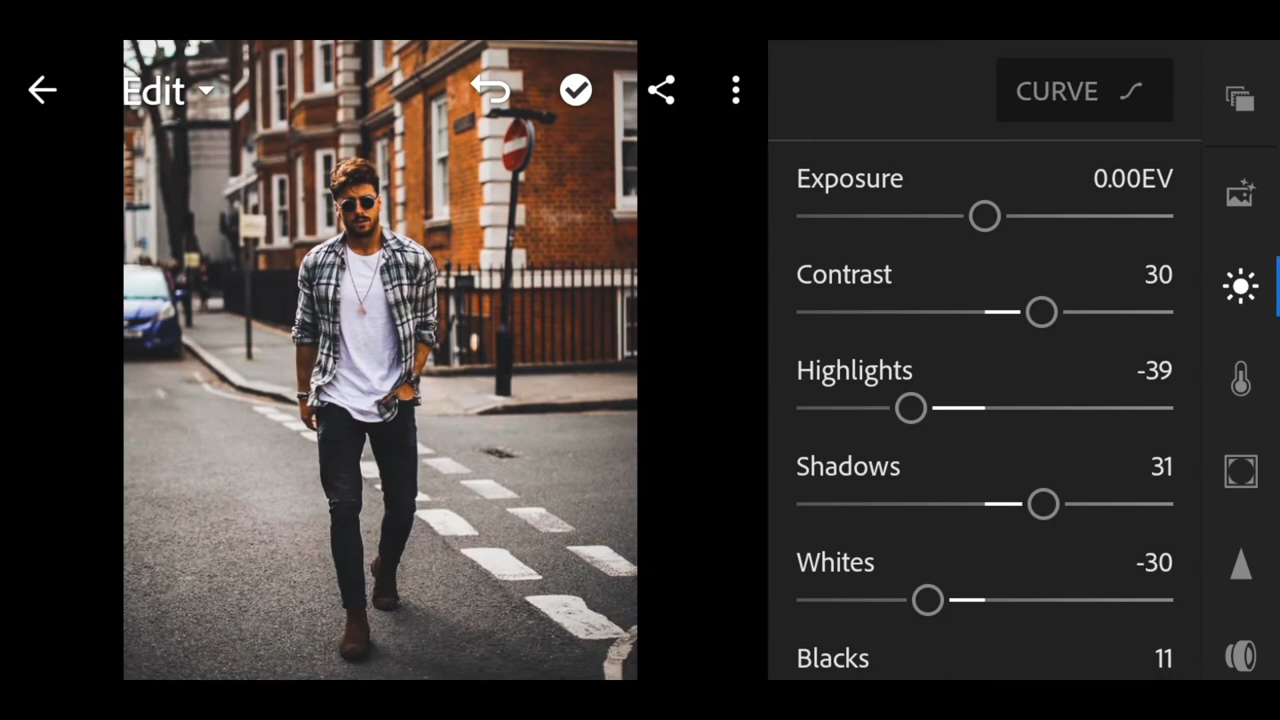 Edit
CURVE
Exposure 0.00EV
Contrast 30
Highlights -39
Shadows 31
Whites -30
Blacks 11